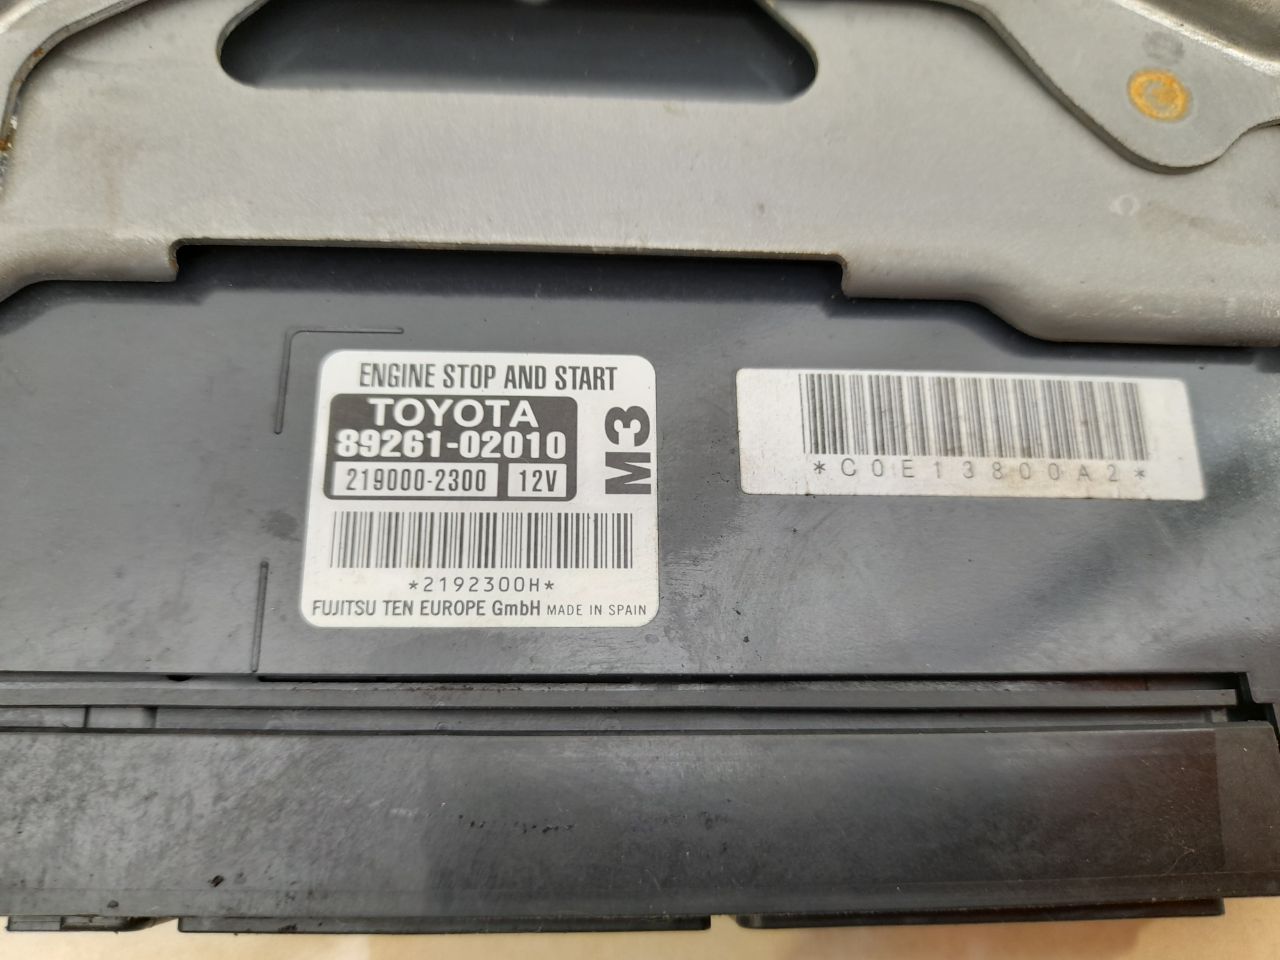 ENGINE STOP AND START
TOYOTA
89261-02010
219000-2300 12V
M3
*2192300H*
FUJITSU TEN EUROPE GmbH MADE IN SPAIN
*C0E13800A2*